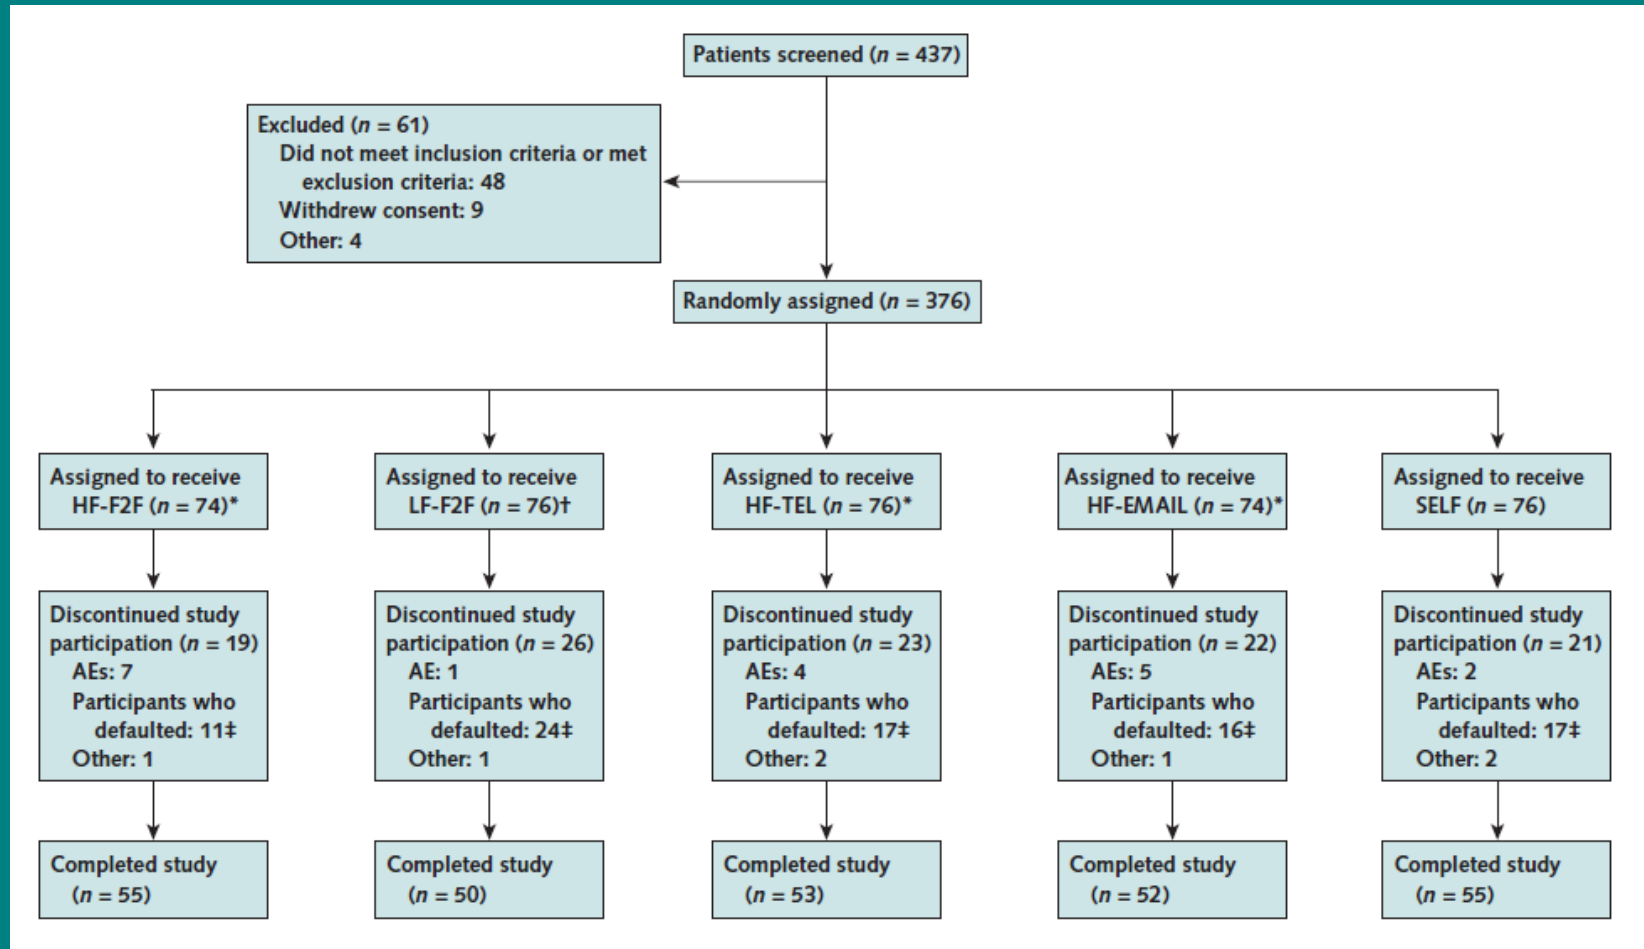 Patients screened (n = 437)
Excluded (n = 61)
Did not meet inclusion criteria or met
exclusion criteria: 48
Withdrew consent: 9
Other: 4
Randomly assigned (n = 376)
Assigned to receive
HF-F2F (n = 74)*
Assigned to receive
LF-F2F (n = 76)†
Assigned to receive
HF-TEL (n = 76)*
Assigned to receive
HF-EMAIL (n = 74)*
Assigned to receive
SELF (n = 76)
Discontinued study
participation (n = 19)
AEs: 7
Participants who
defaulted: 11‡
Other: 1
Discontinued study
participation (n = 26)
AE: 1
Participants who
defaulted: 24‡
Other: 1
Discontinued study
participation (n = 23)
AEs: 4
Participants who
defaulted: 17‡
Other: 2
Discontinued study
participation (n = 22)
AEs: 5
Participants who
defaulted: 16‡
Other: 1
Discontinued study
participation (n = 21)
AEs: 2
Participants who
defaulted: 17‡
Other: 2
Completed study
(n = 55)
Completed study
(n = 50)
Completed study
(n = 53)
Completed study
(n = 52)
Completed study
(n = 55)